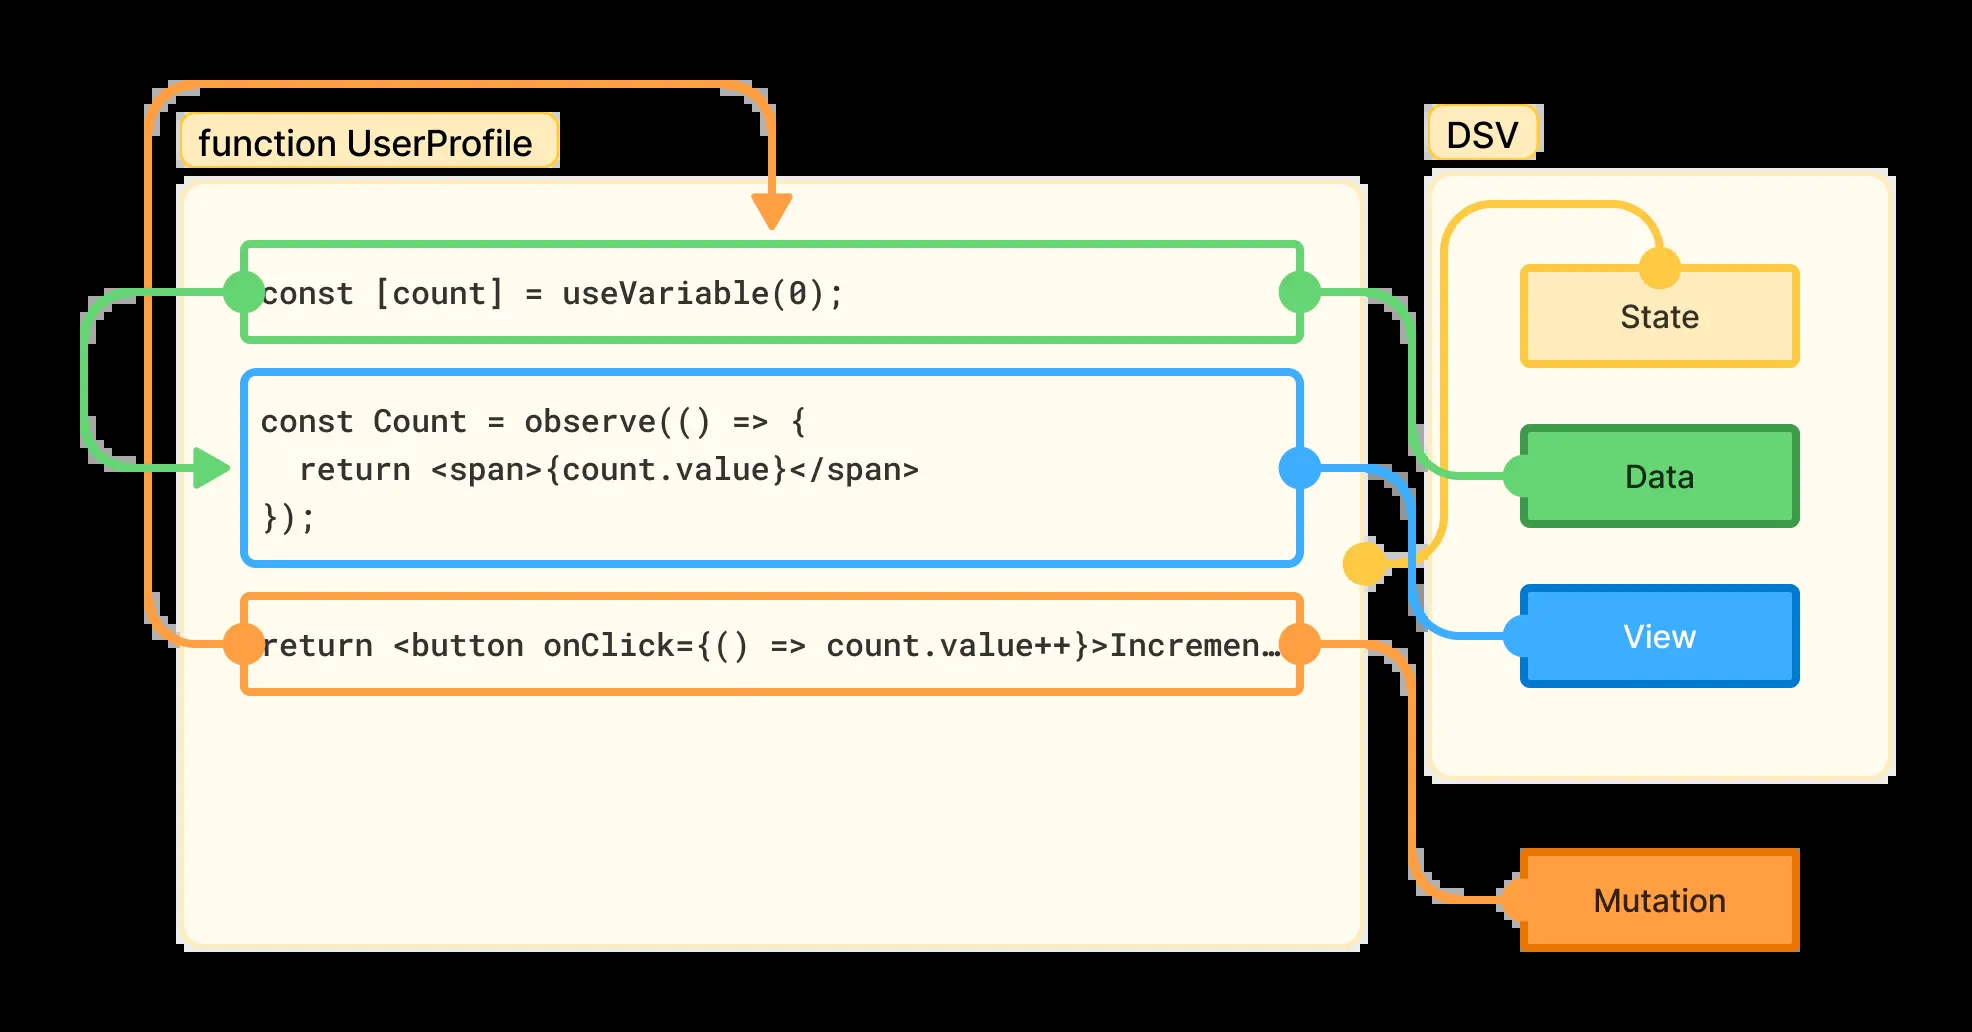 function UserProfile
const [count] = useVariable(0);
const Count = observe(() => {
  return <span>{count.value}</span>
});
return <button onClick={() => count.value++}>Incremen…
DSV
State
Data
View
Mutation